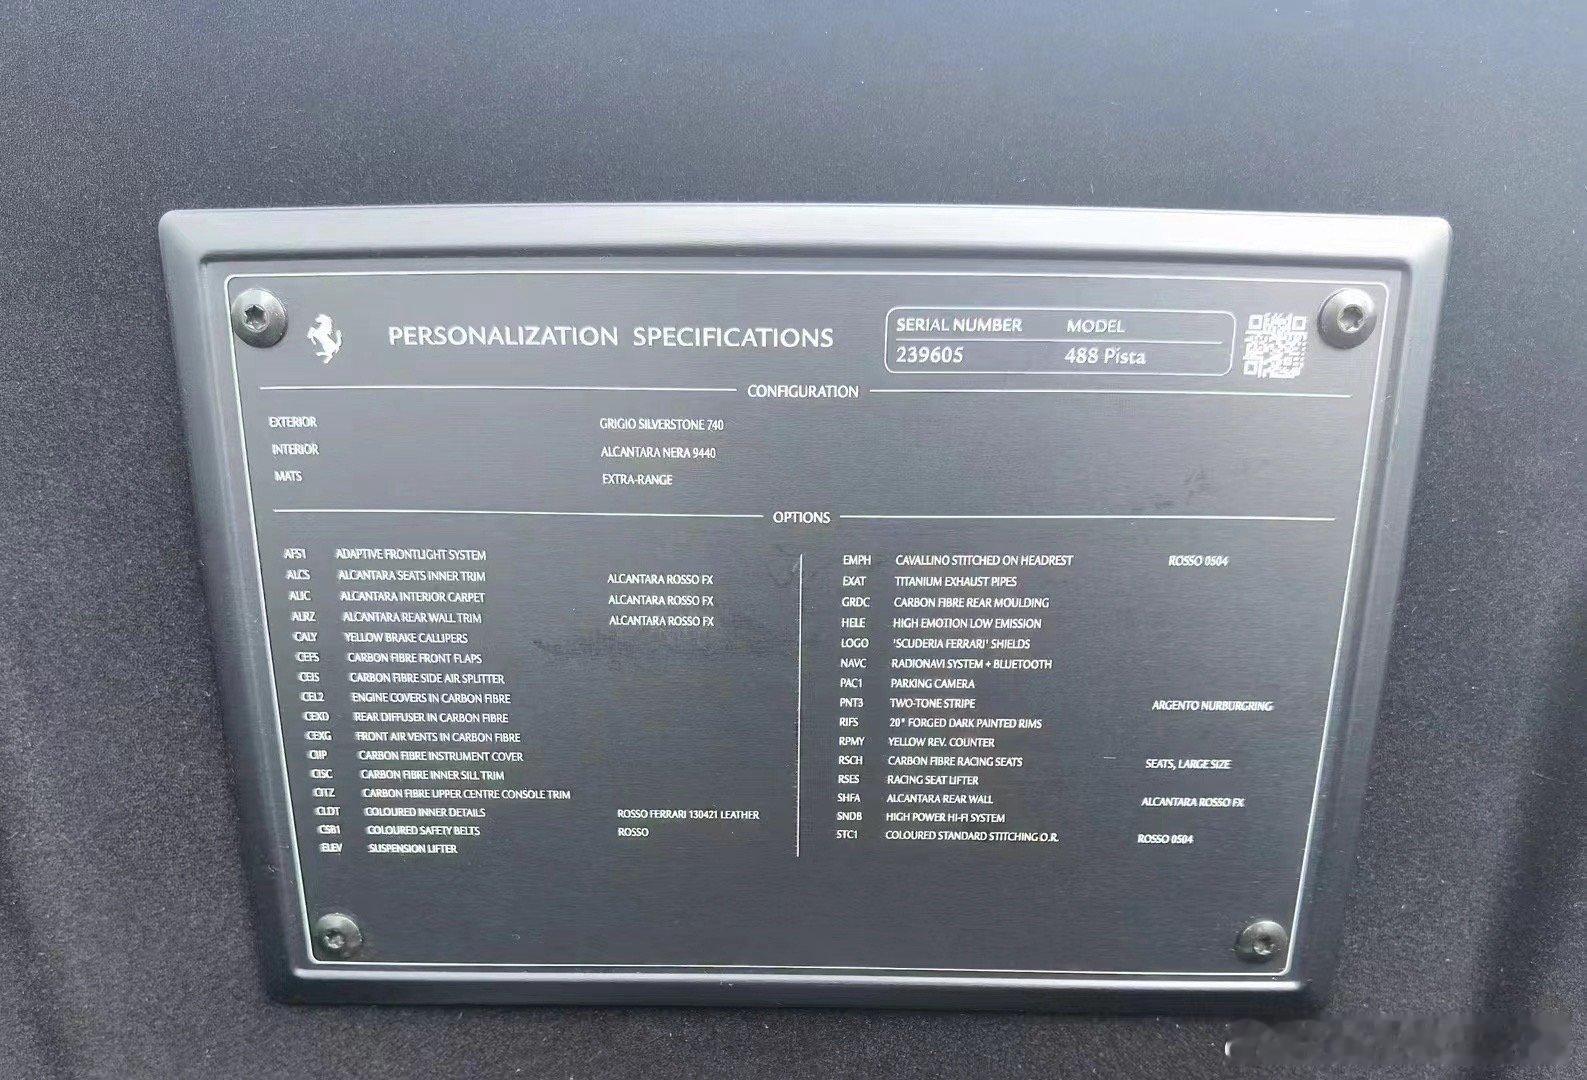 PERSONALIZATION SPECIFICATIONS
SERIAL NUMBER MODEL
239605 488 Pista
CONFIGURATION
EXTERIOR GRIGIO SILVERSTONE 740
INTERIOR ALCANTARA NERA 9440
MATS EXTRA-RANGE
OPTIONS
AFS1 ADAPTIVE FRONTLIGHT SYSTEM
ALCS ALCANTARA SEATS INNER TRIM ALCANTARA ROSSO FX
ALIC ALCANTARA INTERIOR CARPET ALCANTARA ROSSO FX
ALRZ ALCANTARA REAR WALL TRIM ALCANTARA ROSSO FX
CALY YELLOW BRAKE CALLIPERS
CEFS CARBON FIBRE FRONT FLAPS
CEIS CARBON FIBRE SIDE AIR SPLITTER
CEL2 ENGINE COVERS IN CARBON FIBRE
CEXD REAR DIFFUSER IN CARBON FIBRE
CEXG FRONT AIR VENTS IN CARBON FIBRE
CIIP CARBON FIBRE INSTRUMENT COVER
CISC CARBON FIBRE INNER SILL TRIM
CITZ CARBON FIBRE UPPER CENTRE CONSOLE TRIM
CLDT COLOURED INNER DETAILS ROSSO FERRARI 130421 LEATHER
CSB1 COLOURED SAFETY BELTS ROSSO
ELEV SUSPENSION LIFTER
EMPH CAVALLINO STITCHED ON HEADREST ROSSO 0504
EXAT TITANIUM EXHAUST PIPES
GRDC CARBON FIBRE REAR MOULDING
HELE HIGH EMOTION LOW EMISSION
LOGO 'SCUDERIA FERRARI' SHIELDS
NAVC RADIONAVI SYSTEM + BLUETOOTH
PAC1 PARKING CAMERA
PNT3 TWO-TONE STRIPE ARGENTO NURBURGRING
RIFS 20" FORGED DARK PAINTED RIMS
RPMY YELLOW REV. COUNTER
RSCH CARBON FIBRE RACING SEATS SEATS, LARGE SIZE
RSES RACING SEAT LIFTER
SHFA ALCANTARA REAR WALL ALCANTARA ROSSO FX
SNDB HIGH POWER HI-FI SYSTEM
STC1 COLOURED STANDARD STITCHING O.R. ROSSO 0504